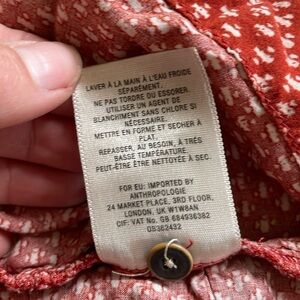 LAVER À LA MAIN À L'EAU FROIDE
SÉPARÉMENT.
NE PAS TORDRE OU ESSORER.
UTILISER UN AGENT DE
BLANCHIMENT SANS CHLORE SI
NÉCESSAIRE.
METTRE EN FORME ET SECHER À
PLAT.
REPASSER, AU BESOIN, À TRÈS
BASSE TEMPÉRATURE.
PEUT-ÊTRE ÊTRE NETTOYÉE À SEC.
FOR EU: IMPORTED BY
ANTHROPOLOGIE
24 MARKET PLACE, 3RD FLOOR,
LONDON. UK W1W8AN
CIF: VAT No. GB 684936382
OS362432